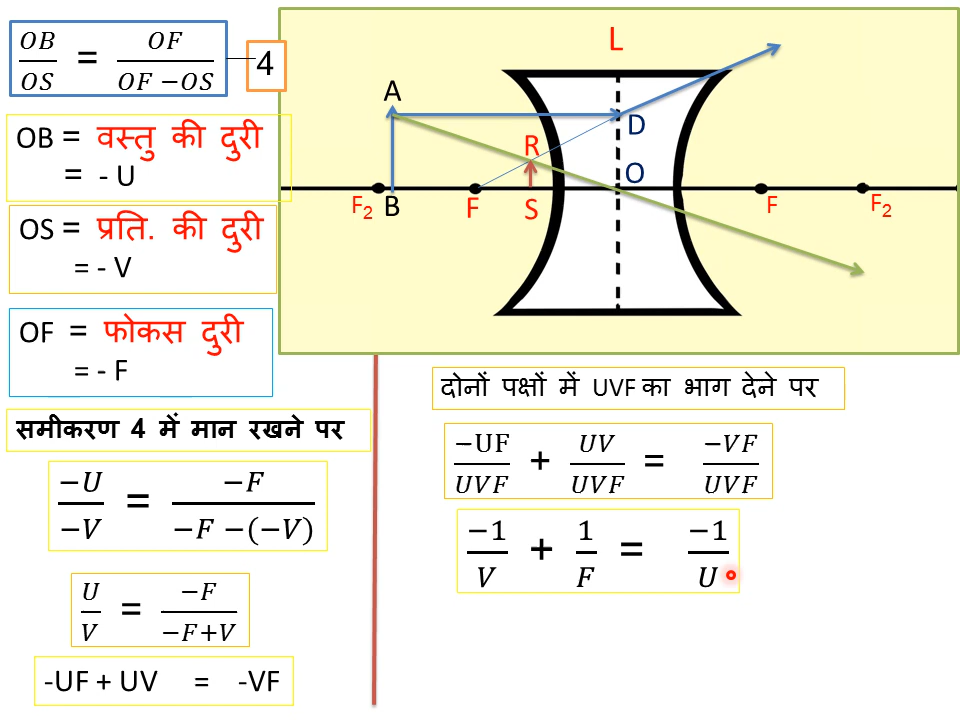 OB/OS = OF/(OF −OS)
4
OB = वस्तु की दुरी
= - U
OS = प्रति. की दुरी
= - V
OF = फोकस दुरी
= - F
समीकरण 4 में मान रखने पर
−U/−V = −F/(−F −(−V))
U/V = −F/(−F+V)
-UF + UV = -VF
L
A
D
R
O
F₂ B F S F F₂
दोनों पक्षों में UVF का भाग देने पर
−UF/UVF + UV/UVF = −VF/UVF
−1/V + 1/F = −1/U